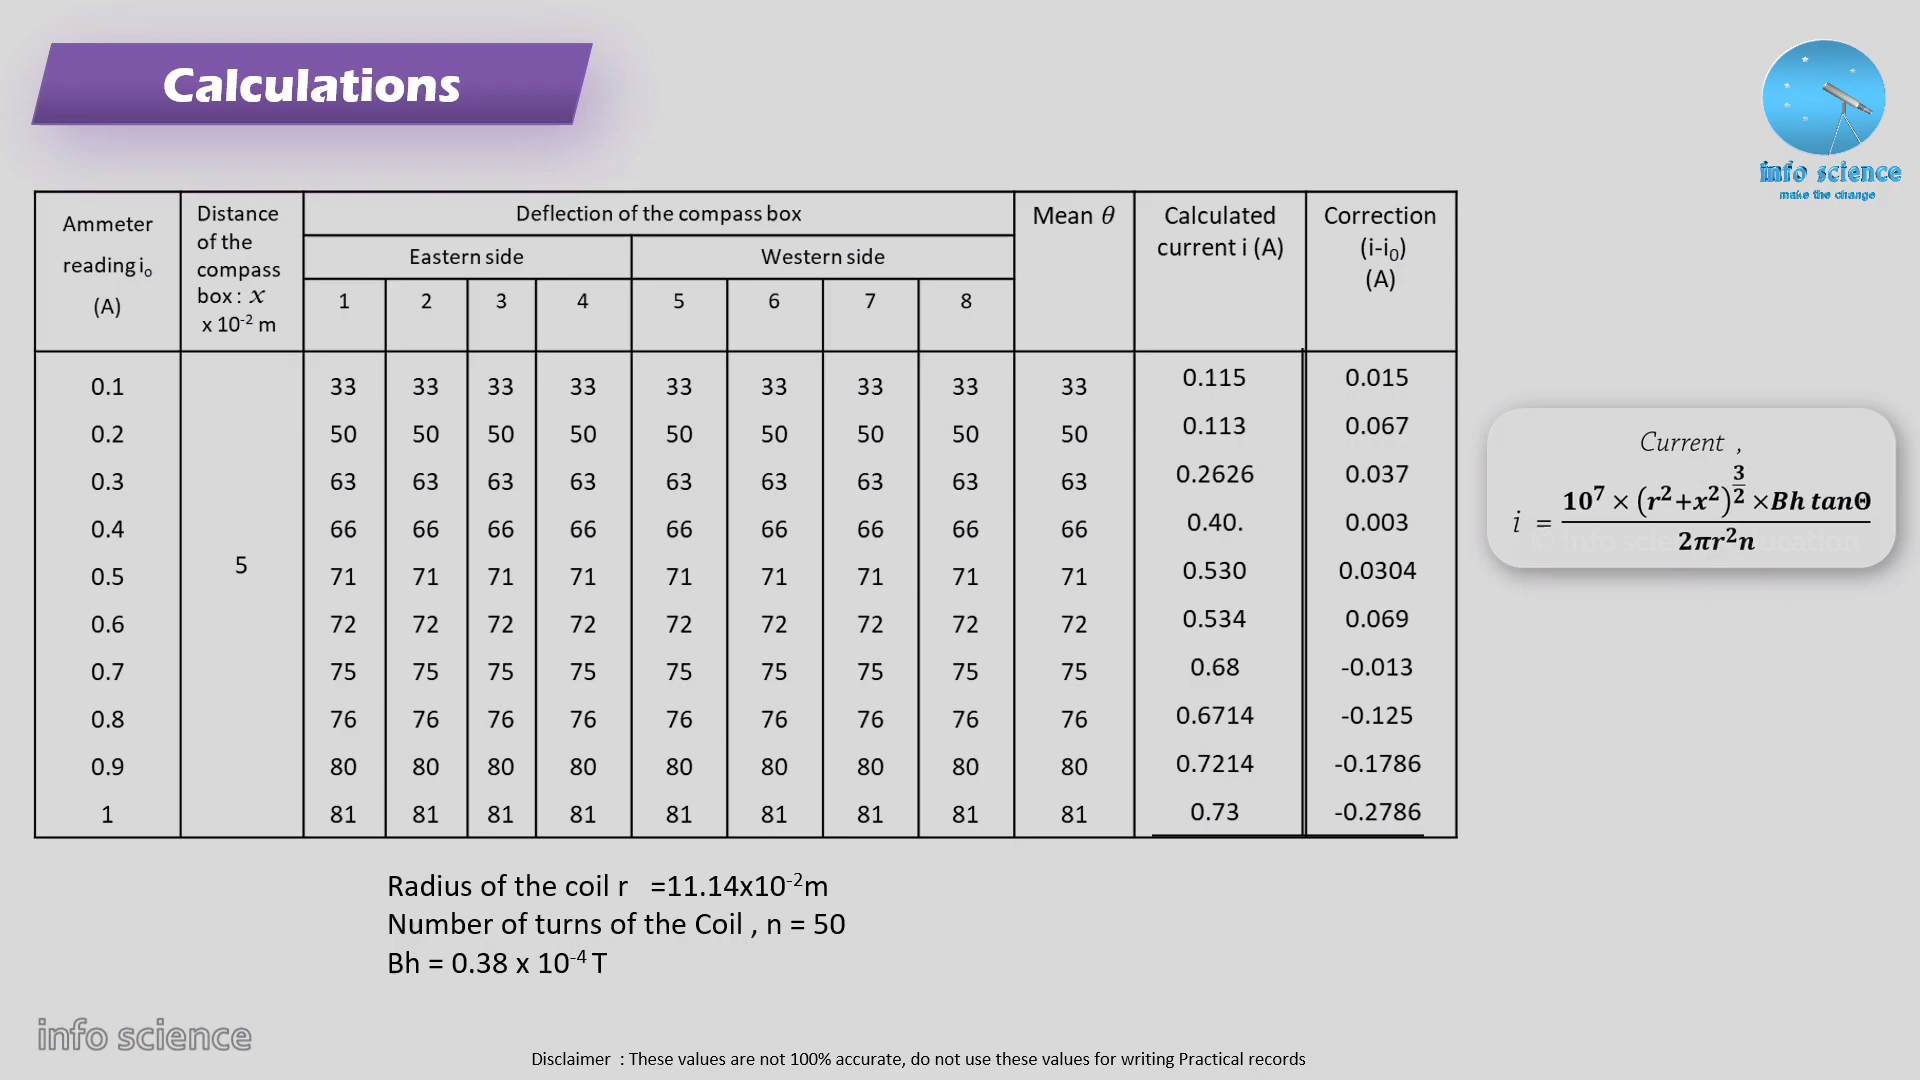 Calculations
info science
make the change
Ammeter
reading i₀
(A)
Distance
of the
compass
box : x
x 10⁻² m
Deflection of the compass box
Eastern side
Western side
1 2 3 4 5 6 7 8
Mean θ
Calculated
current i (A)
Correction
(i-i₀)
(A)
0.1 33 33 33 33 33 33 33 33 33 0.115 0.015
0.2 50 50 50 50 50 50 50 50 50 0.113 0.067
0.3 63 63 63 63 63 63 63 63 63 0.2626 0.037
0.4 66 66 66 66 66 66 66 66 66 0.40. 0.003
5
0.5 71 71 71 71 71 71 71 71 71 0.530 0.0304
0.6 72 72 72 72 72 72 72 72 72 0.534 0.069
0.7 75 75 75 75 75 75 75 75 75 0.68 -0.013
0.8 76 76 76 76 76 76 76 76 76 0.6714 -0.125
0.9 80 80 80 80 80 80 80 80 80 0.7214 -0.1786
1 81 81 81 81 81 81 81 81 81 0.73 -0.2786
Current ,
i = 10⁷ × (r²+x²)^(3/2) ×Bh tanΘ / 2πr²n
© info science education
Radius of the coil r =11.14x10⁻²m
Number of turns of the Coil , n = 50
Bh = 0.38 x 10⁻⁴ T
info science
Disclaimer : These values are not 100% accurate, do not use these values for writing Practical records